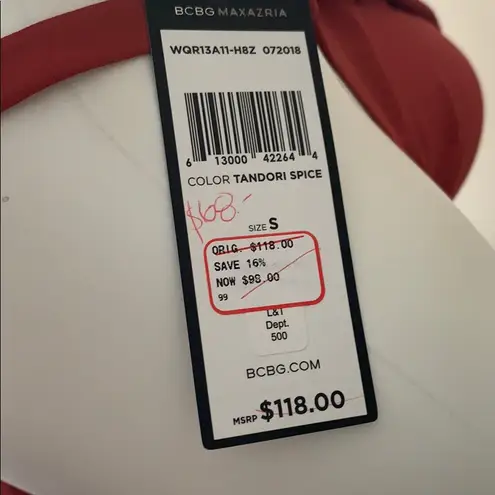 BCBG MAXAZRIA
WQR13A11-H8Z 072018
6 13000 42264 4
COLOR TANDORI SPICE
$68.-
SIZE S
ORIG. $118.00
SAVE 16%
NOW $98.00
99
L&T
Dept.
500
BCBG.COM
MSRP $118.00